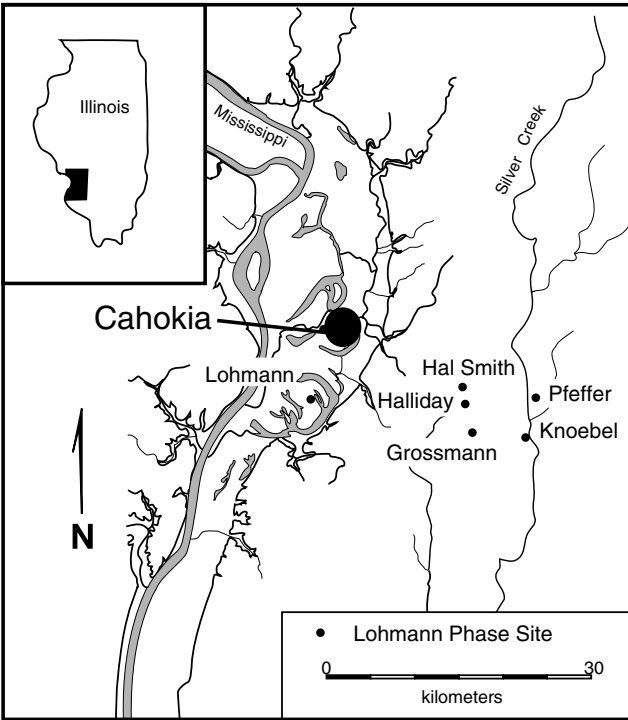 Illinois
Mississippi
Silver Creek
Cahokia
Lohmann
Hal Smith
Halliday
Pfeffer
Knoebel
Grossmann
N
Lohmann Phase Site
0 30
kilometers